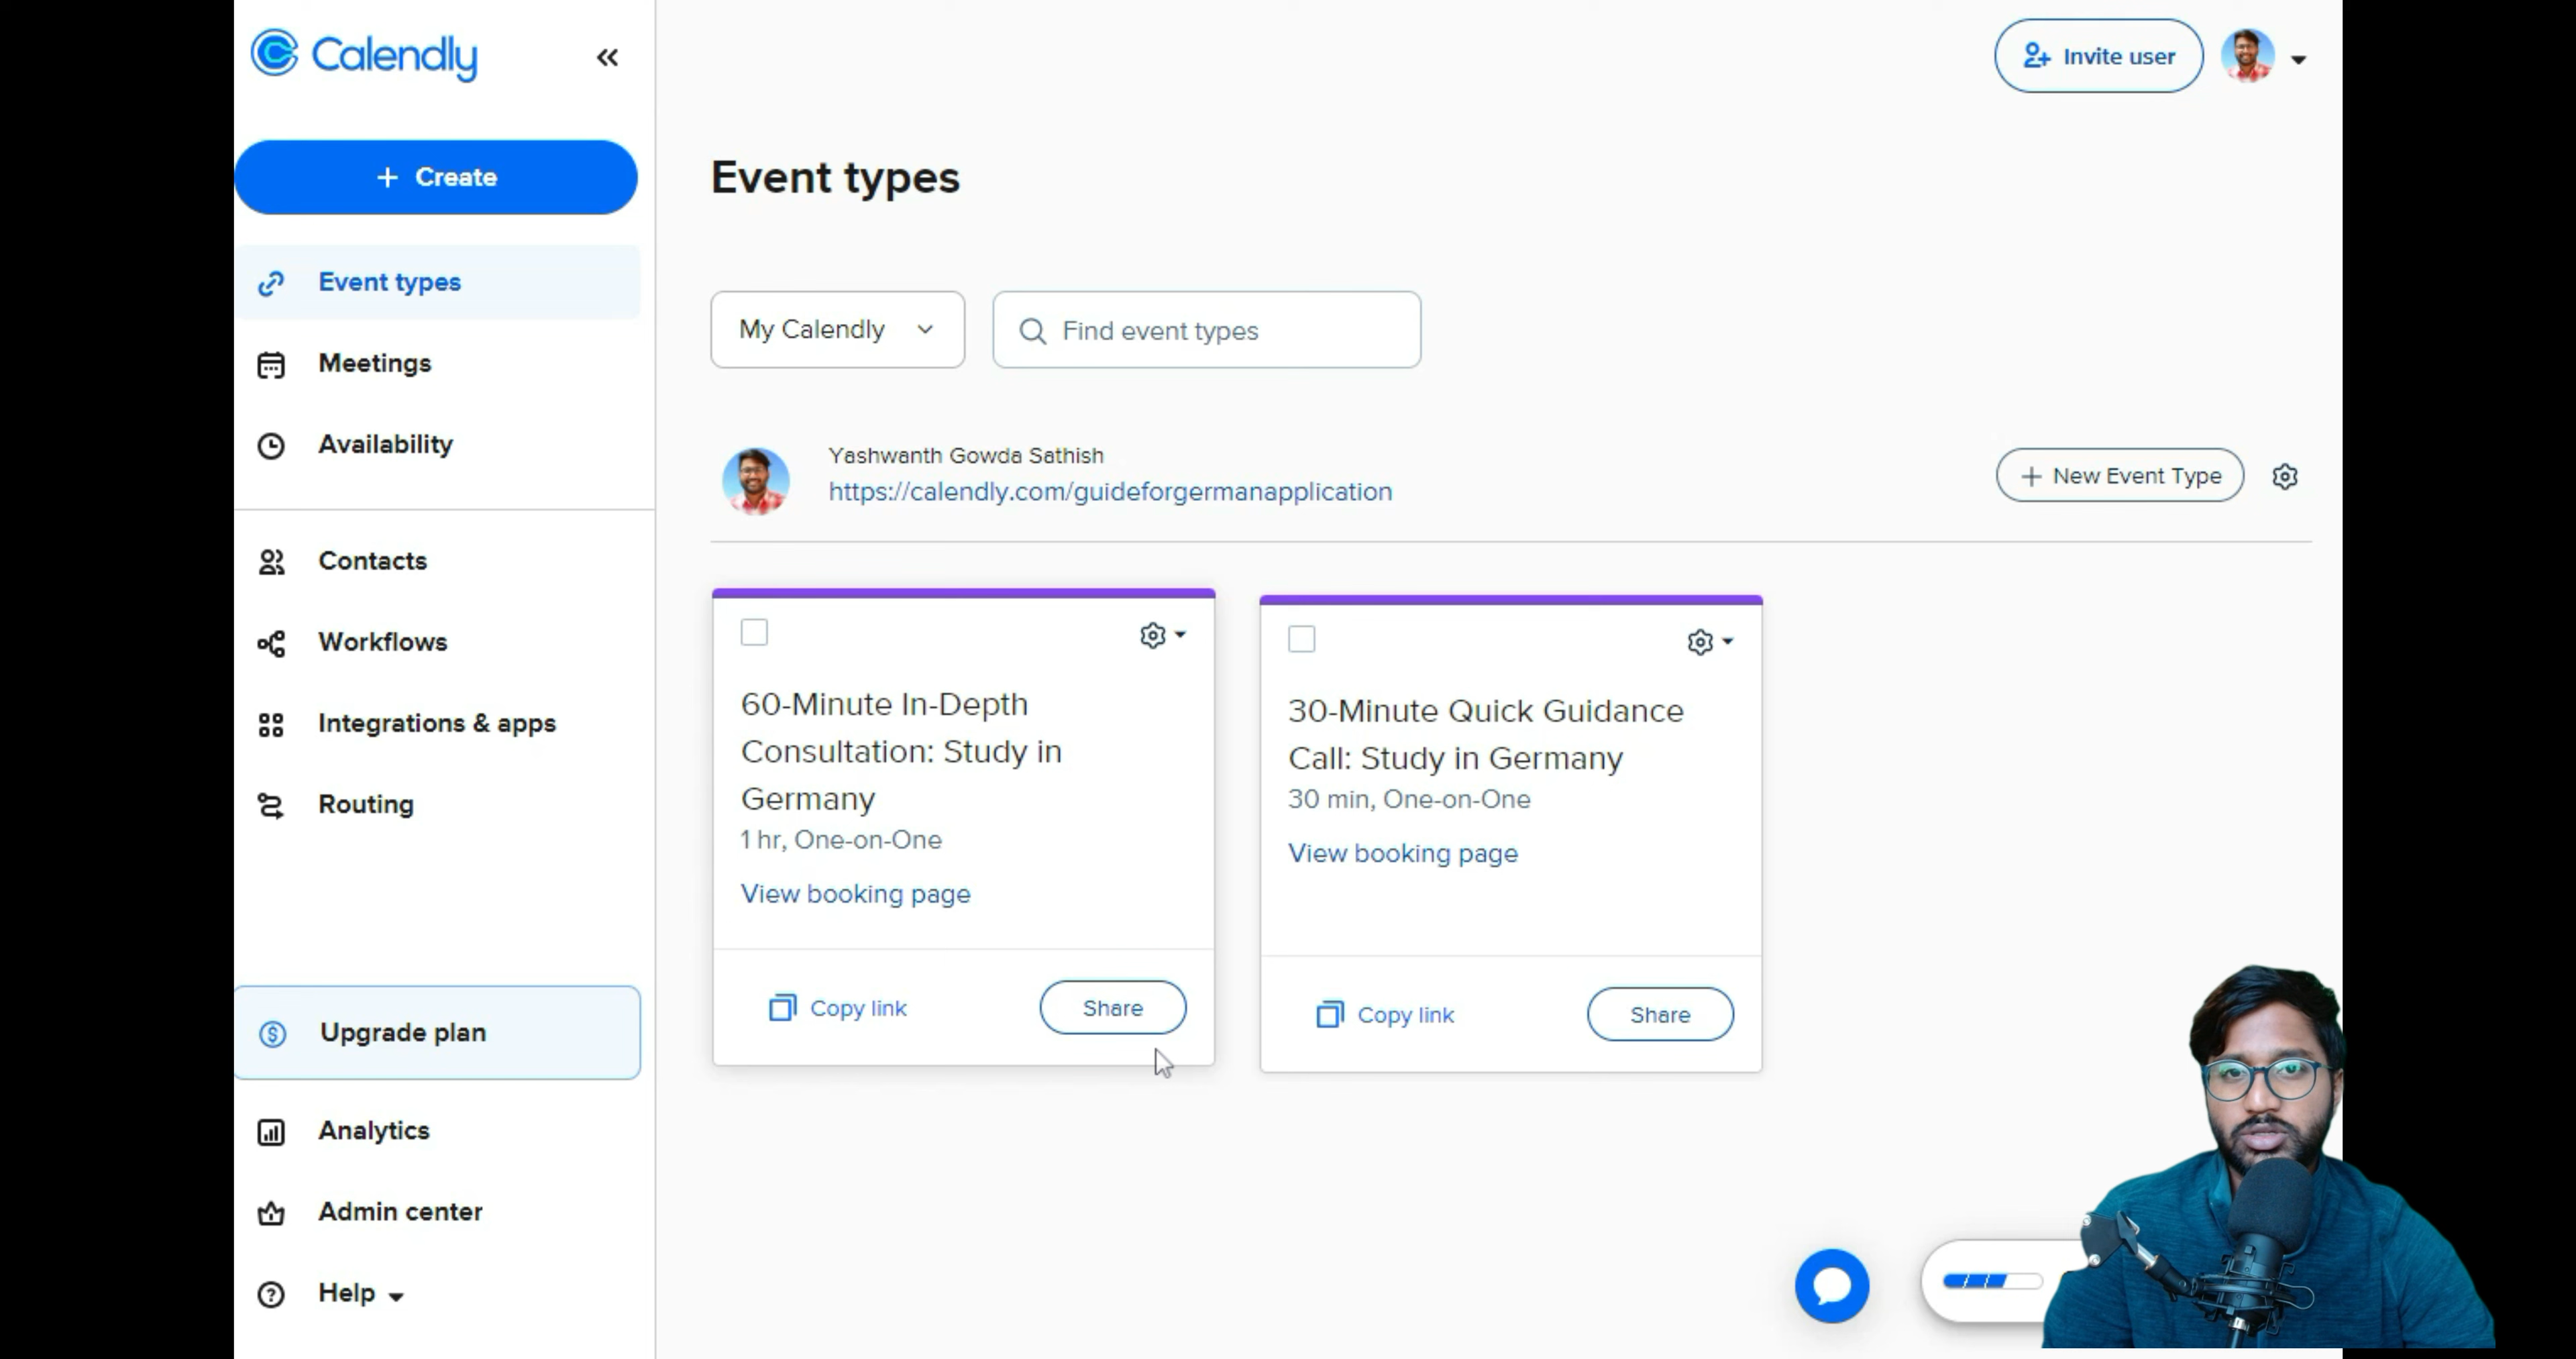 Calendly
Invite user
+ Create
Event types
Event types
My Calendly
Find event types
Meetings
Availability
Yashwanth Gowda Sathish
https://calendly.com/guideforgermanapplication
+ New Event Type
Contacts
Workflows
Integrations & apps
Routing
60-Minute In-Depth
Consultation: Study in
Germany
1 hr, One-on-One
View booking page
Copy link
Share
30-Minute Quick Guidance
Call: Study in Germany
30 min, One-on-One
View booking page
Copy link
Share
Upgrade plan
Analytics
Admin center
Help